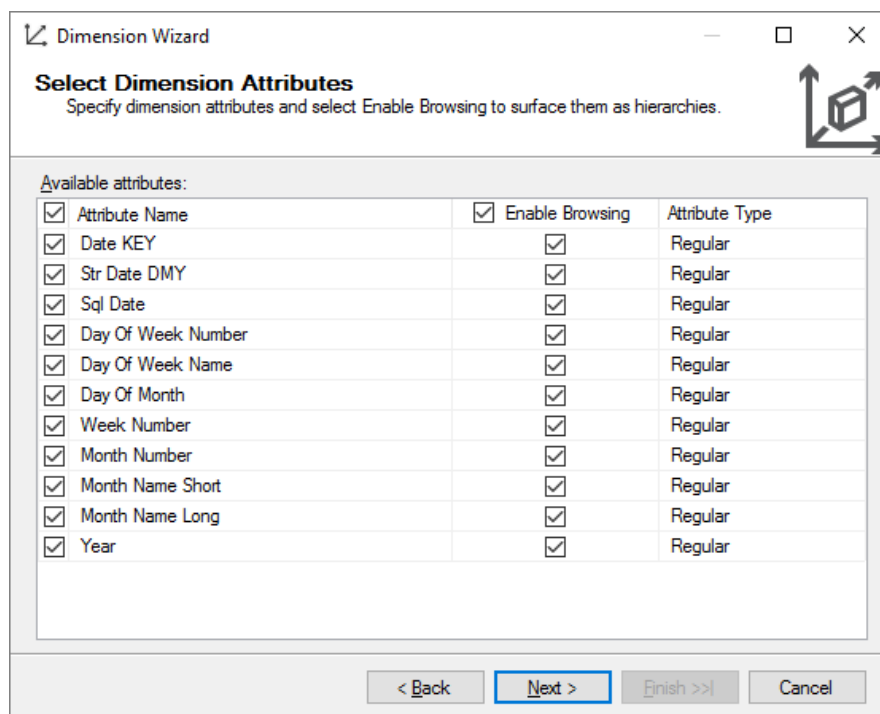 Dimension Wizard
Select Dimension Attributes
Specify dimension attributes and select Enable Browsing to surface them as hierarchies.
Available attributes:
Attribute Name Enable Browsing Attribute Type
Date KEY Regular
Str Date DMY Regular
Sql Date Regular
Day Of Week Number Regular
Day Of Week Name Regular
Day Of Month Regular
Week Number Regular
Month Number Regular
Month Name Short Regular
Month Name Long Regular
Year Regular
< Back Next > Finish >>| Cancel